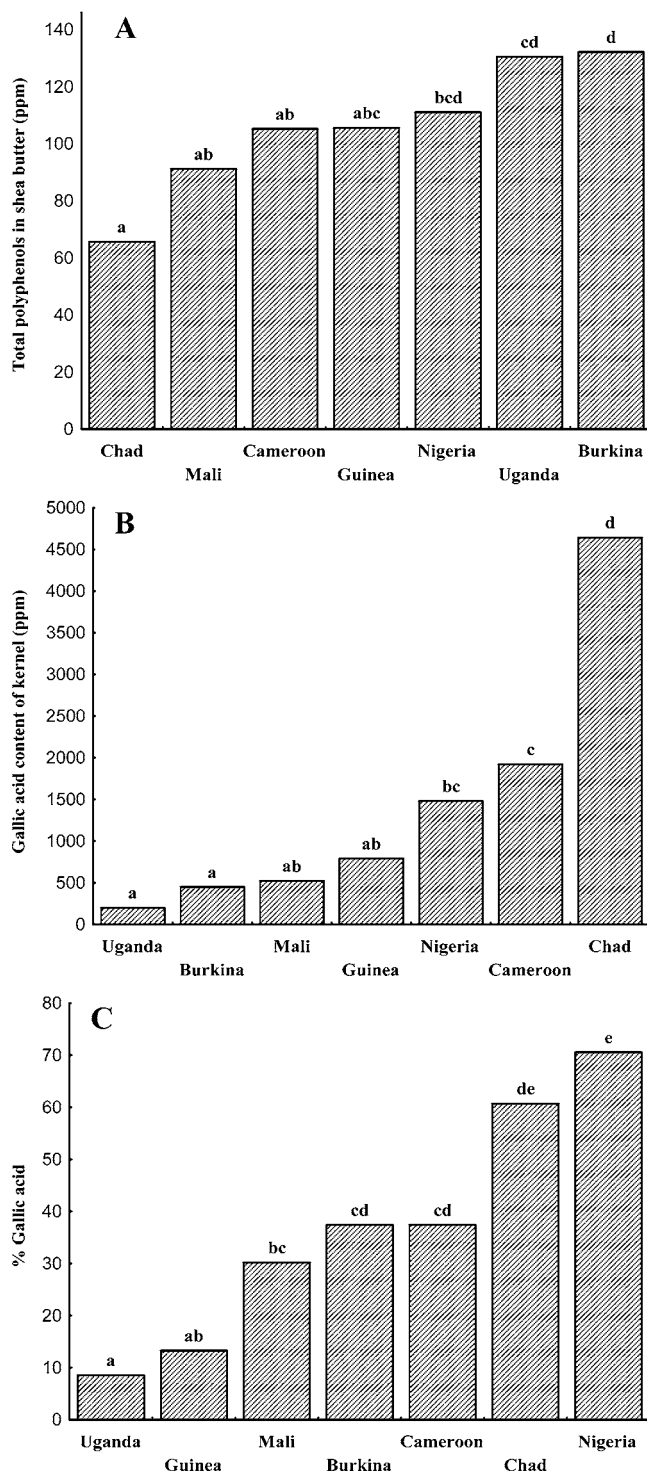 A
Total polyphenols in shea butter (ppm)
140
120
100
80
60
40
20
0
a
ab
ab
abc
bcd
cd
d
Chad
Mali
Cameroon
Guinea
Nigeria
Uganda
Burkina
B
Gallic acid content of kernel (ppm)
5000
4500
4000
3500
3000
2500
2000
1500
1000
500
0
a
a
ab
ab
bc
c
d
Uganda
Burkina
Mali
Guinea
Nigeria
Cameroon
Chad
C
% Gallic acid
80
70
60
50
40
30
20
10
0
a
ab
bc
cd
cd
de
e
Uganda
Guinea
Mali
Burkina
Cameroon
Chad
Nigeria